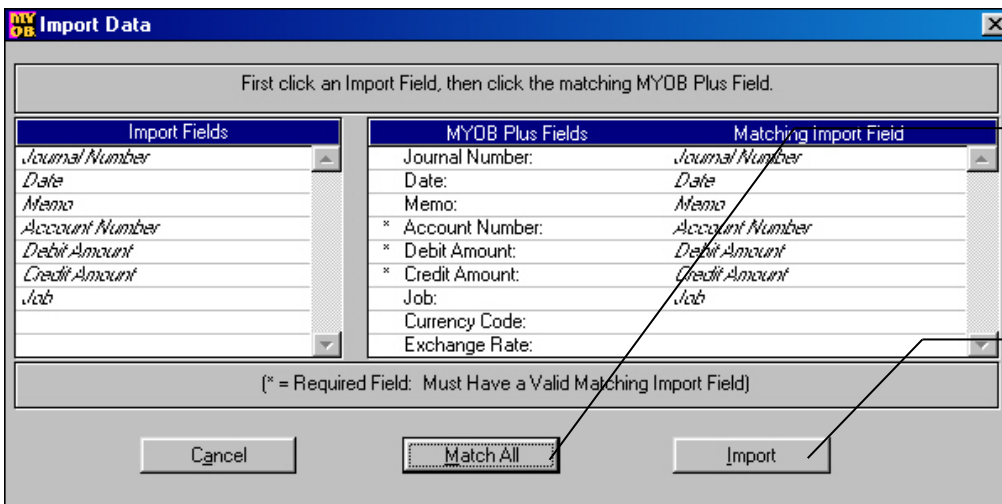 MYOB Import Data
First click an Import Field, then click the matching MYOB Plus Field.
Import Fields
Journal Number
Date
Memo
Account Number
Debit Amount
Credit Amount
Job
MYOB Plus Fields Matching Import Field
Journal Number: Journal Number
Date: Date
Memo: Memo
* Account Number: Account Number
* Debit Amount: Debit Amount
* Credit Amount: Credit Amount
Job: Job
Currency Code:
Exchange Rate:
(* = Required Field: Must Have a Valid Matching Import Field)
Cancel Match All Import